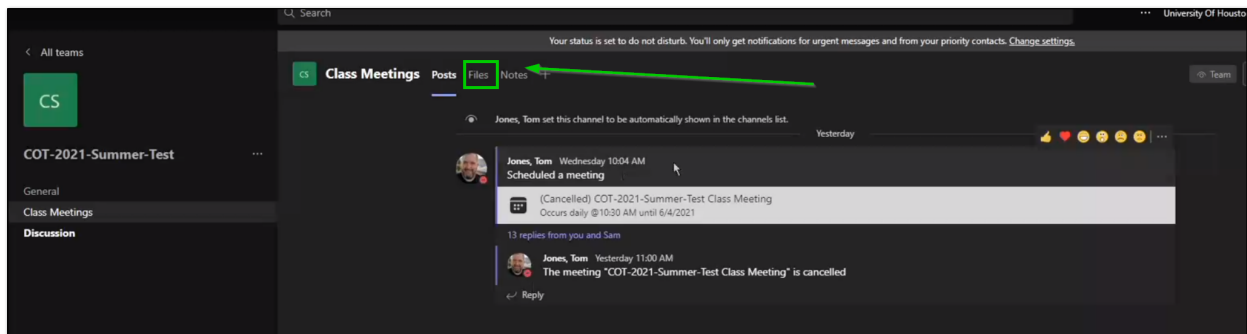 Search
... University Of Housto
Your status is set to do not disturb. You'll only get notifications for urgent messages and from your priority contacts. Change settings.
< All teams
CS Class Meetings Posts Files Notes +
Team
CS
Jones, Tom set this channel to be automatically shown in the channels list.
Yesterday
COT-2021-Summer-Test ...
Jones, Tom Wednesday 10:04 AM
Scheduled a meeting
General
(Cancelled) COT-2021-Summer-Test Class Meeting
Class Meetings
Occurs daily @10:30 AM until 6/4/2021
Discussion
13 replies from you and Sam
Jones, Tom Yesterday 11:00 AM
The meeting "COT-2021-Summer-Test Class Meeting" is cancelled
Reply